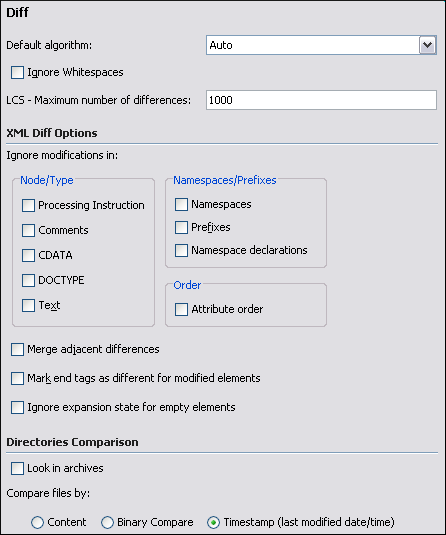 Diff
Default algorithm: Auto
Ignore Whitespaces
LCS - Maximum number of differences: 1000
XML Diff Options
Ignore modifications in:
Node/Type
Processing Instruction
Comments
CDATA
DOCTYPE
Text
Namespaces/Prefixes
Namespaces
Prefixes
Namespace declarations
Order
Attribute order
Merge adjacent differences
Mark end tags as different for modified elements
Ignore expansion state for empty elements
Directories Comparison
Look in archives
Compare files by:
Content Binary Compare Timestamp (last modified date/time)